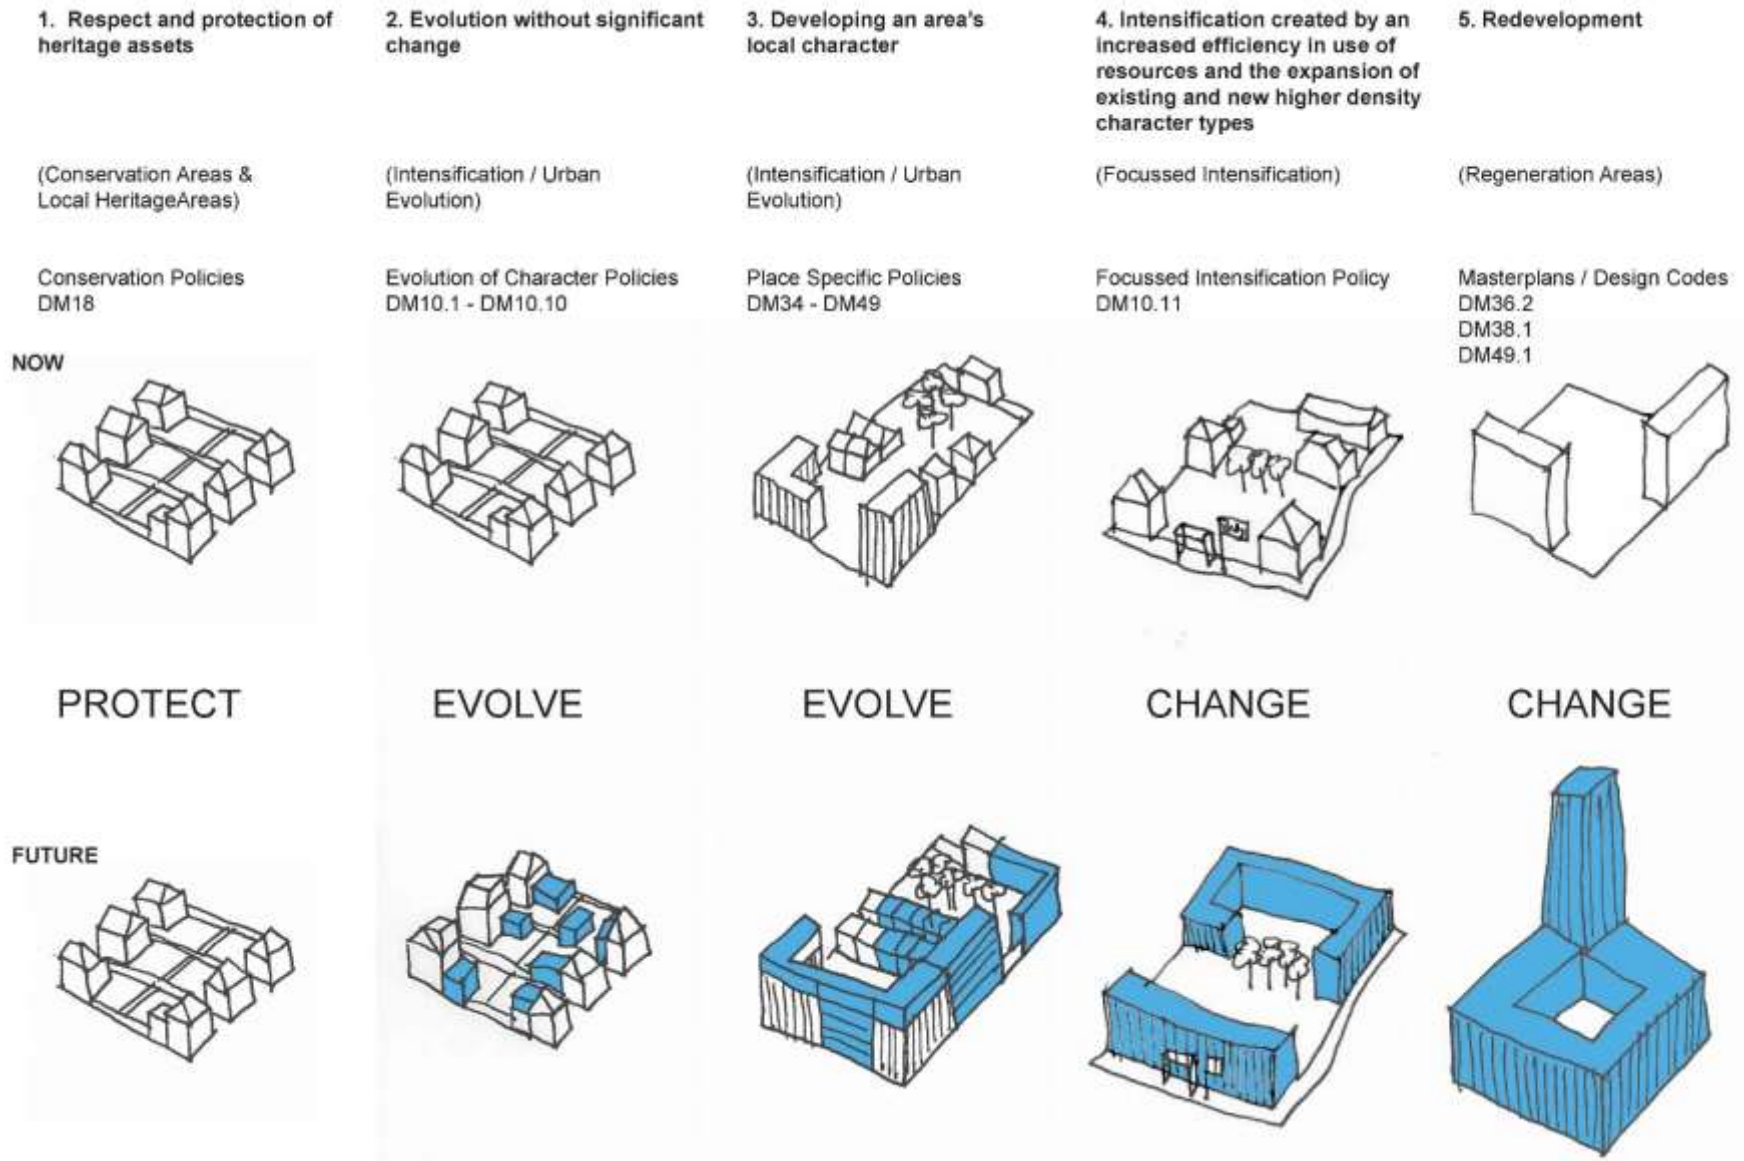 1. Respect and protection of
heritage assets
2. Evolution without significant
change
3. Developing an area's
local character
4. Intensification created by an
increased efficiency in use of
resources and the expansion of
existing and new higher density
character types
5. Redevelopment
(Conservation Areas &
Local HeritageAreas)
(Intensification / Urban
Evolution)
(Intensification / Urban
Evolution)
(Focussed Intensification)
(Regeneration Areas)
Conservation Policies
DM18
Evolution of Character Policies
DM10.1 - DM10.10
Place Specific Policies
DM34 - DM49
Focussed Intensification Policy
DM10.11
Masterplans / Design Codes
DM36.2
DM38.1
DM49.1
NOW
PROTECT
EVOLVE
EVOLVE
CHANGE
CHANGE
FUTURE